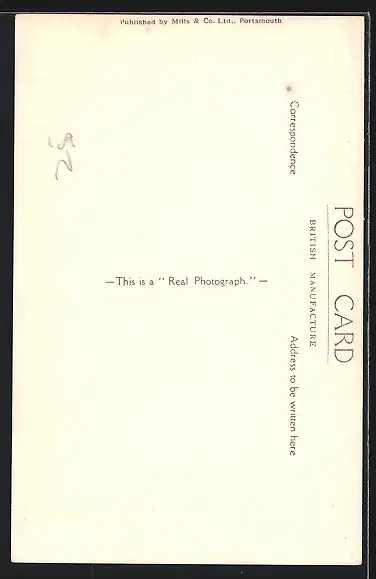 Published by Mills & Co. Ltd., Portsmouth
POST CARD
BRITISH MANUFACTURE
Correspondence
Address to be written here
—This is a "Real Photograph."—